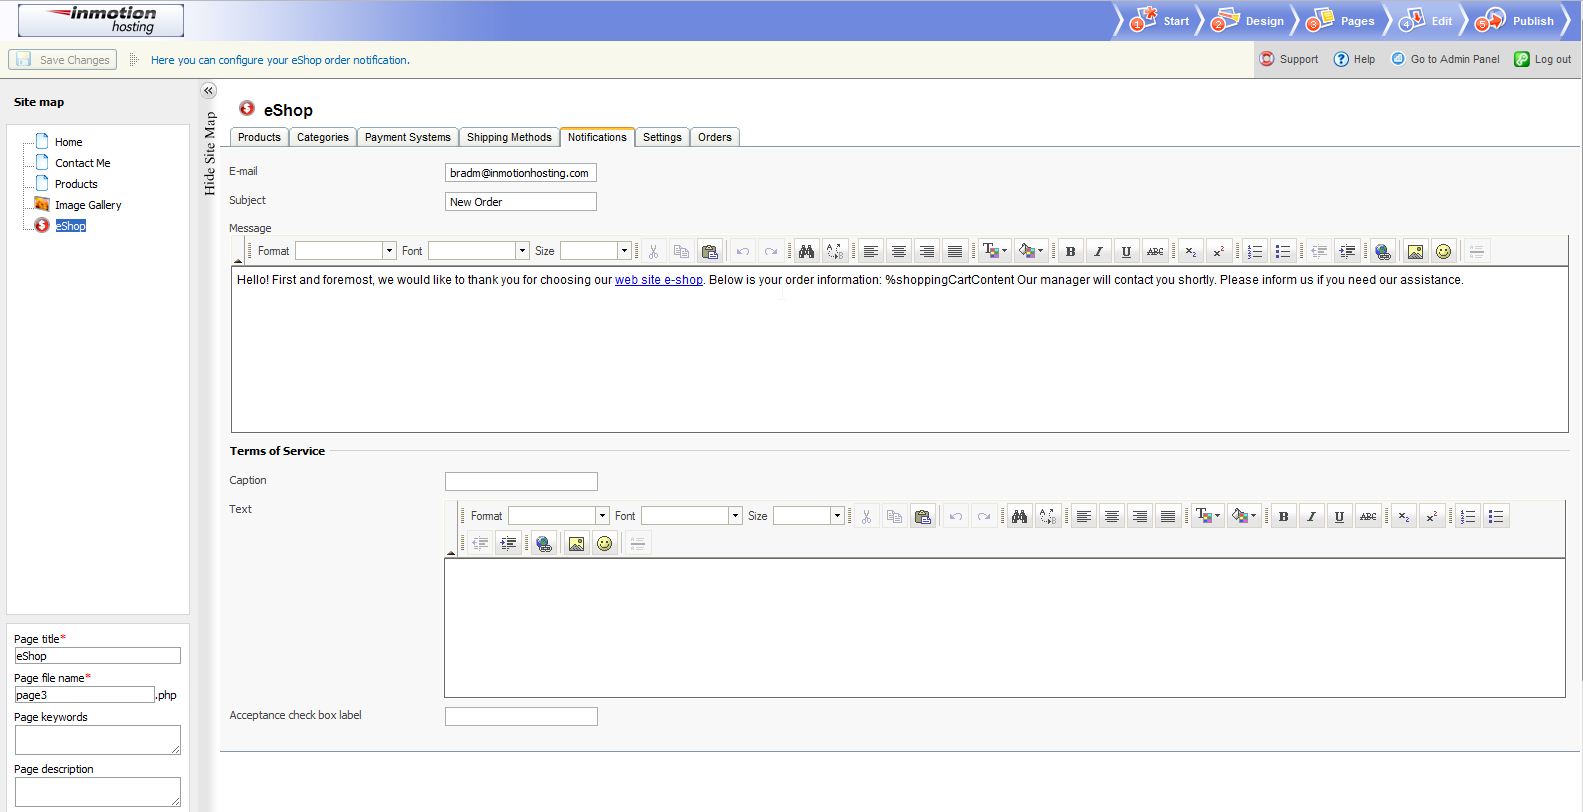 inmotion
hosting
1 Start
2 Design
3 Pages
4 Edit
5 Publish
Save Changes
Here you can configure your eShop order notification.
Support
Help
Go to Admin Panel
Log out
Site map
Home
Contact Me
Products
Image Gallery
eShop
Hide Site Map
eShop
Products
Categories
Payment Systems
Shipping Methods
Notifications
Settings
Orders
E-mail
bradm@inmotionhosting.com
Subject
New Order
Message
Format
Font
Size
B I U ABC x₂ x²
Hello! First and foremost, we would like to thank you for choosing our web site e-shop. Below is your order information: %shoppingCartContent Our manager will contact you shortly. Please inform us if you need our assistance.
Terms of Service
Caption
Text
Format
Font
Size
B I U ABC x₂ x²
Acceptance check box label
Page title*
eShop
Page file name*
page3 .php
Page keywords
Page description